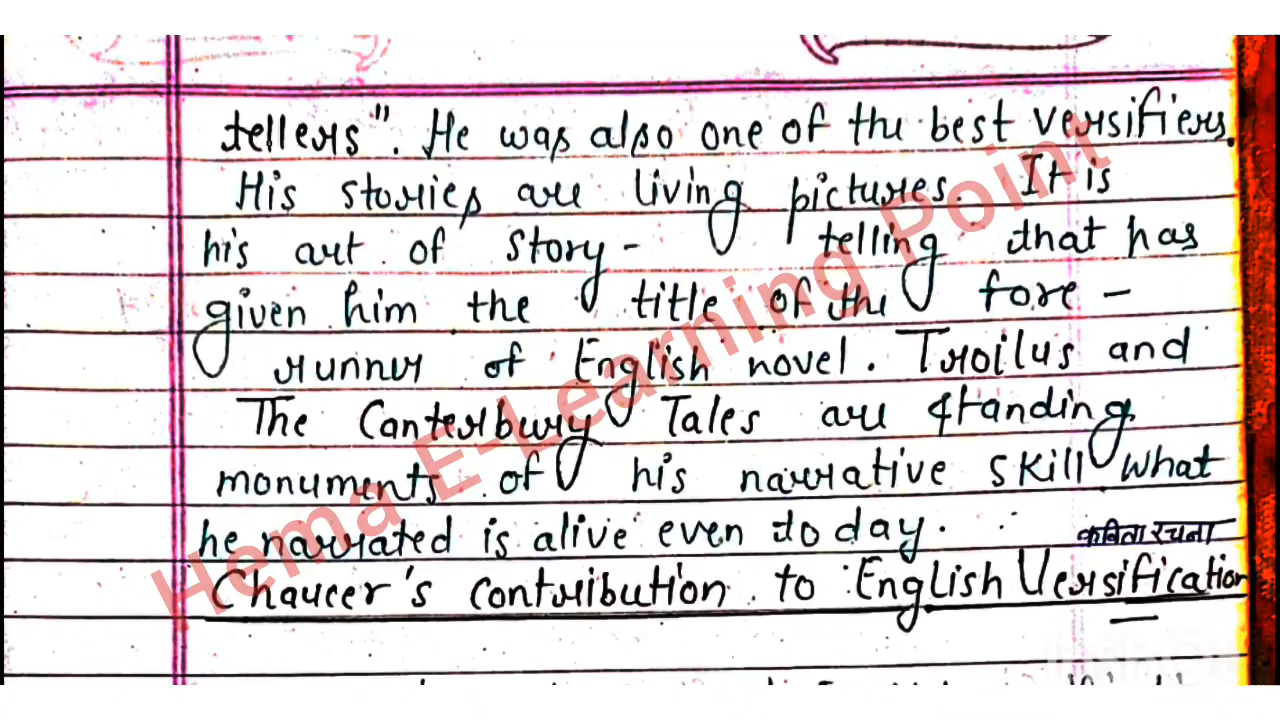 tellers". He was also one of the best versifiers.
His stories are living pictures. It is
his art of story-telling that has
given him the title of the fore-
runner of English novel. Troilus and
The Canterbury Tales are standing
monuments of his narrative skill what
he narrated is alive even today.
कविता रचना
Chaucer's contribution to English Versification
Hema E-Learning Point